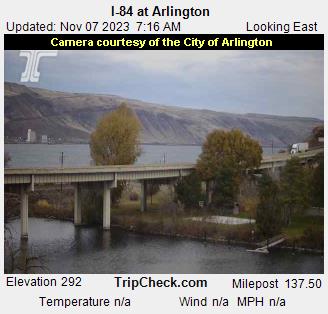 I-84 at Arlington
Updated: Nov 07 2023 7:16 AM Looking East
Camera courtesy of the City of Arlington
Elevation 292 TripCheck.com Milepost 137.50
Temperature n/a Wind n/a MPH n/a